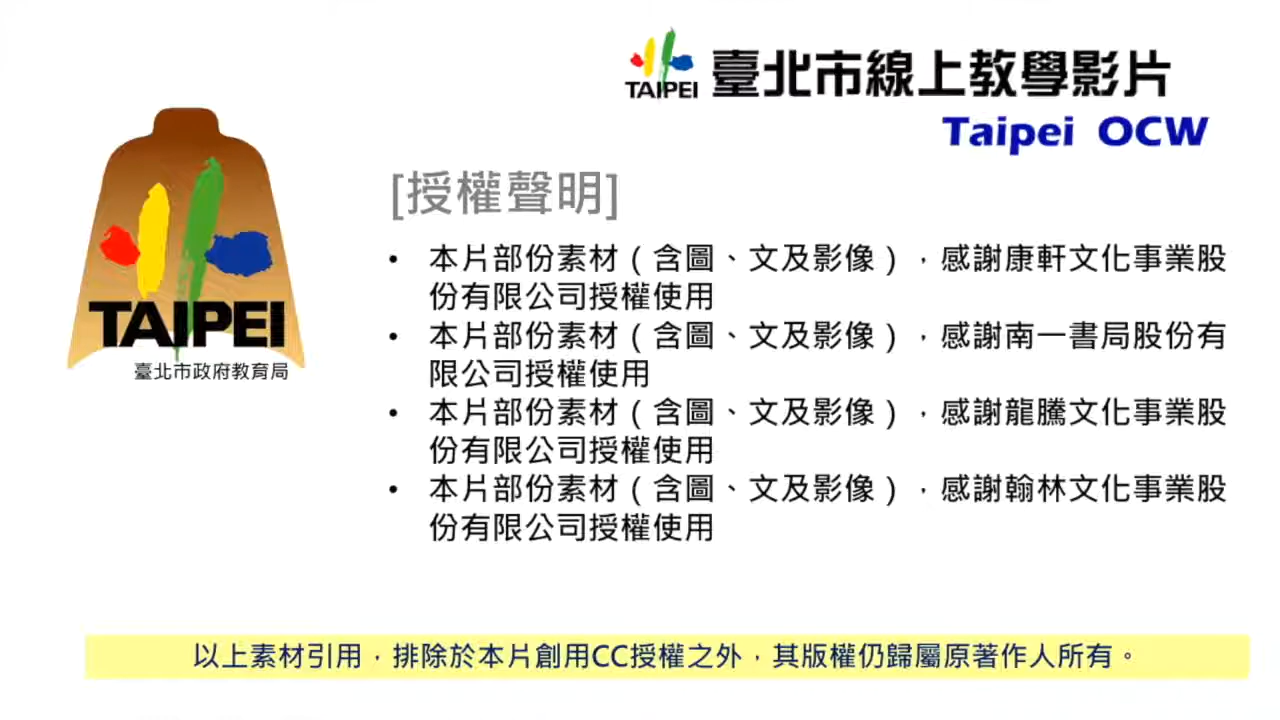 TAIPEI 臺北市線上教學影片
Taipei OCW
TAIPEI
臺北市政府教育局
[授權聲明]
• 本片部份素材（含圖、文及影像），感謝康軒文化事業股
份有限公司授權使用
• 本片部份素材（含圖、文及影像），感謝南一書局股份有
限公司授權使用
• 本片部份素材（含圖、文及影像），感謝龍騰文化事業股
份有限公司授權使用
• 本片部份素材（含圖、文及影像），感謝翰林文化事業股
份有限公司授權使用
以上素材引用，排除於本片創用CC授權之外，其版權仍歸屬原著作人所有。